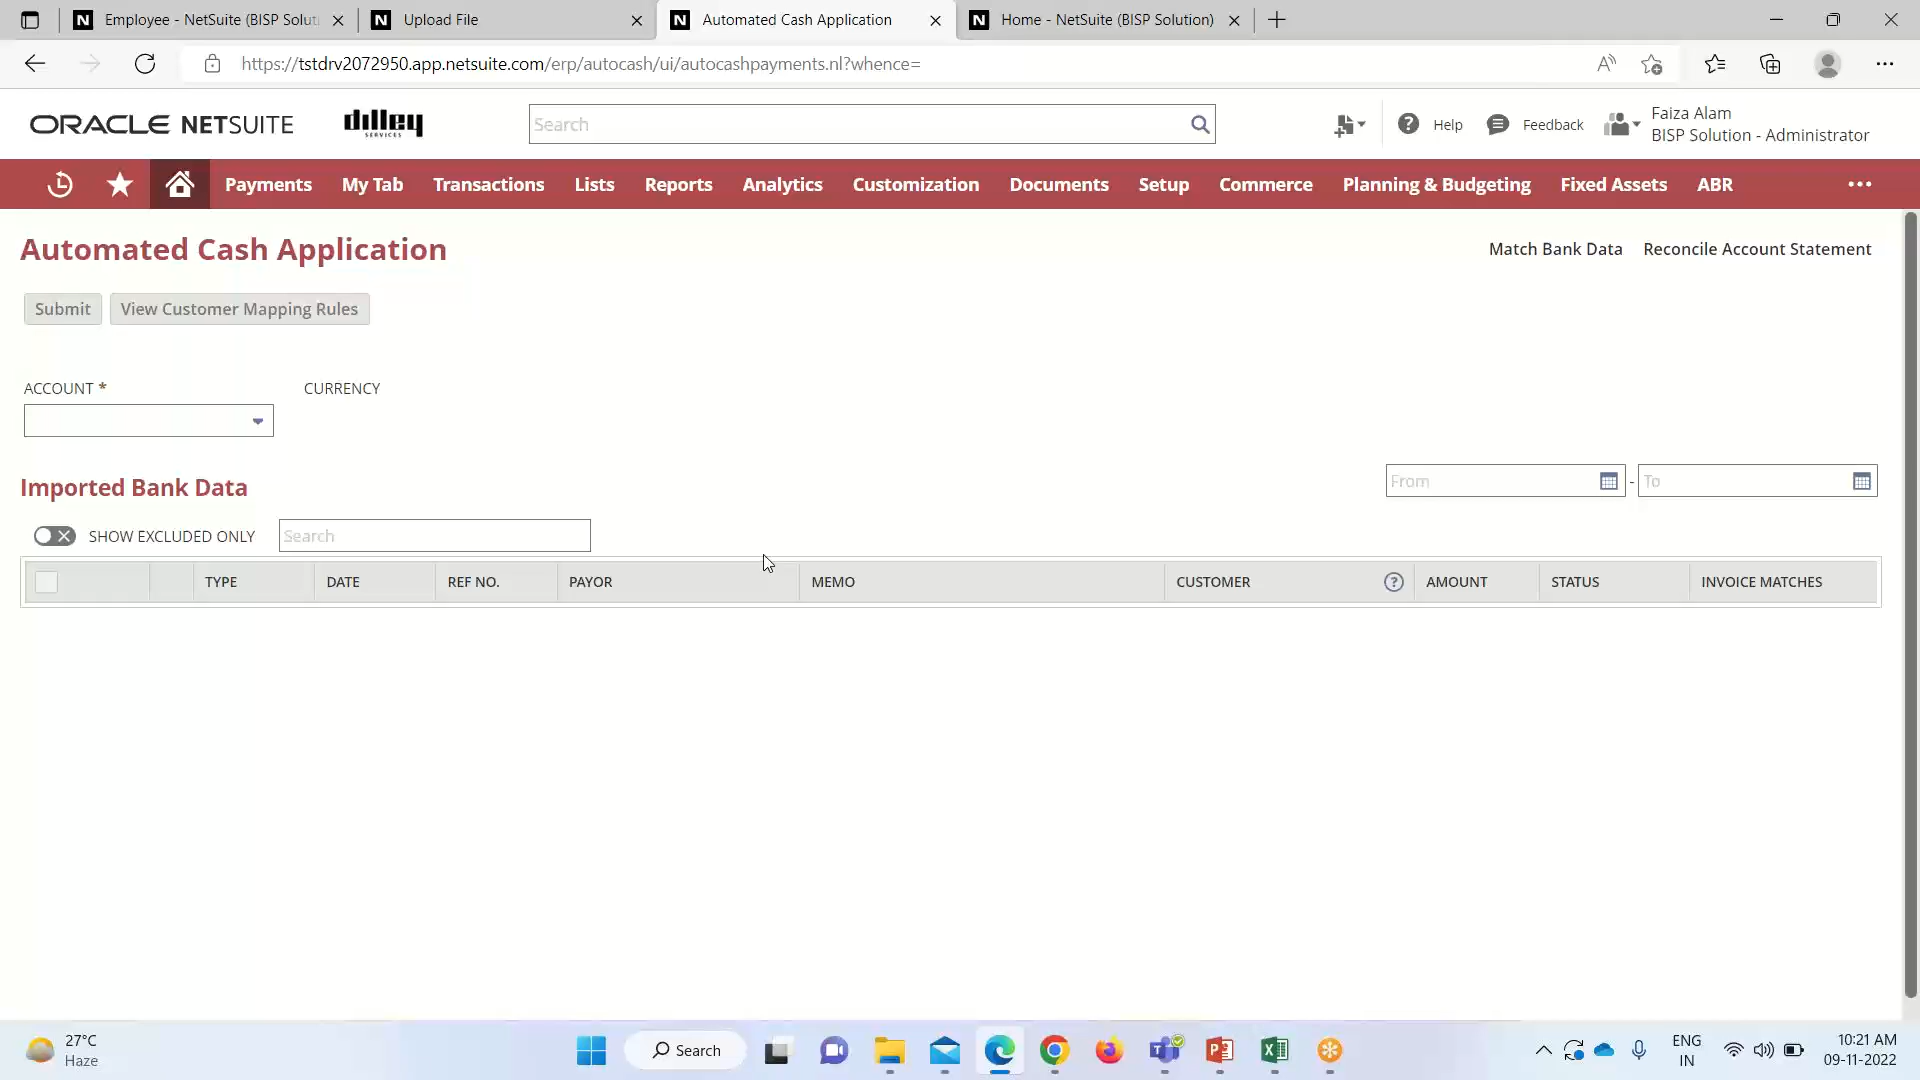 Employee - NetSuite (BISP Solut
Upload File
Automated Cash Application
Home - NetSuite (BISP Solution)
https://tstdrv2072950.app.netsuite.com/erp/autocash/ui/autocashpayments.nl?whence=
ORACLE NETSUITE
dilley
SERVICES
Search
Help
Feedback
Faiza Alam
BISP Solution - Administrator
Payments
My Tab
Transactions
Lists
Reports
Analytics
Customization
Documents
Setup
Commerce
Planning & Budgeting
Fixed Assets
ABR
Automated Cash Application
Match Bank Data
Reconcile Account Statement
Submit
View Customer Mapping Rules
ACCOUNT *
CURRENCY
Imported Bank Data
From
-
To
SHOW EXCLUDED ONLY
Search
TYPE
DATE
REF NO.
PAYOR
MEMO
CUSTOMER
?
AMOUNT
STATUS
INVOICE MATCHES
27°C
Haze
Search
ENG
IN
10:21 AM
09-11-2022